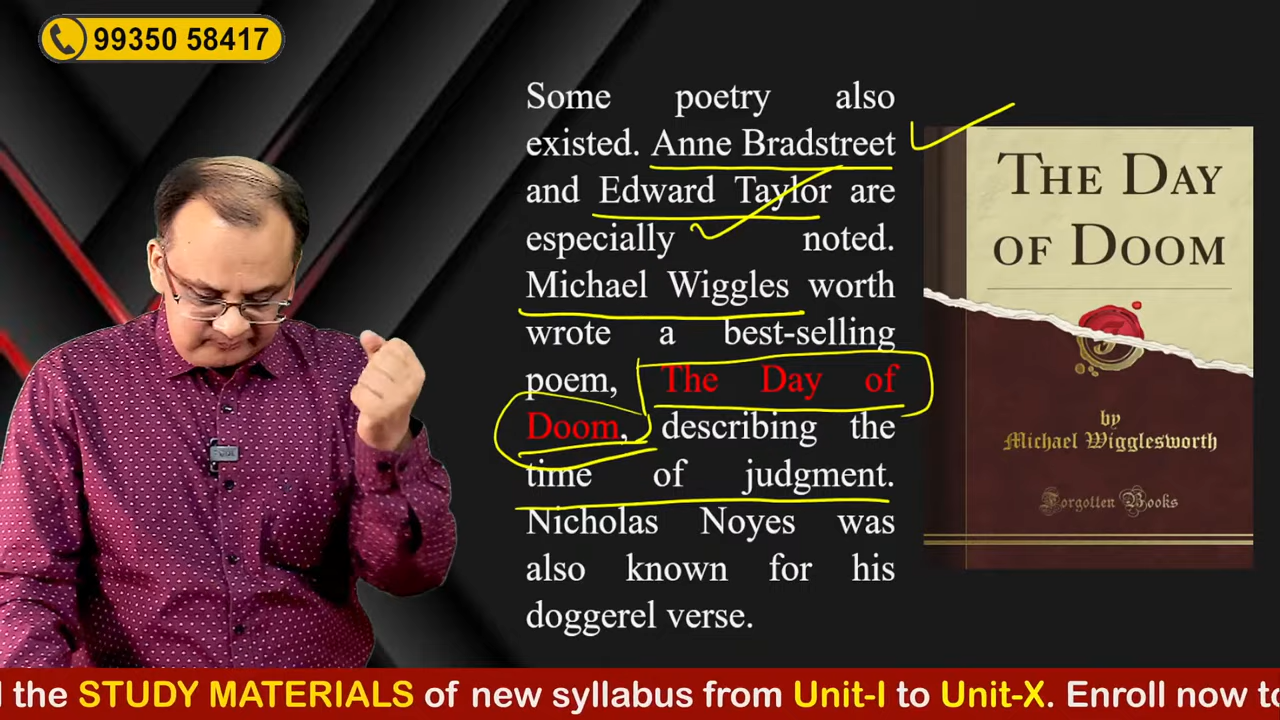 99350 58417
Some poetry also
existed. Anne Bradstreet
and Edward Taylor are
especially noted.
Michael Wiggles worth
wrote a best-selling
poem, The Day of
Doom, describing the
time of judgment.
Nicholas Noyes was
also known for his
doggerel verse.
THE DAY
OF DOOM
by
Michael Wigglesworth
Forgotten Books
the STUDY MATERIALS of new syllabus from Unit-I to Unit-X. Enroll now